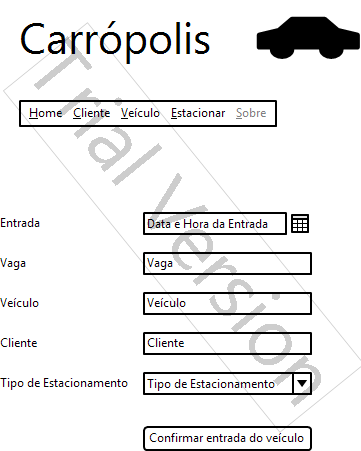 Carrópolis
Home Cliente Veículo Estacionar Sobre
Entrada Data e Hora da Entrada
Vaga Vaga
Veículo Veículo
Cliente Cliente
Tipo de Estacionamento Tipo de Estacionamento
Confirmar entrada do veículo
Trial Version